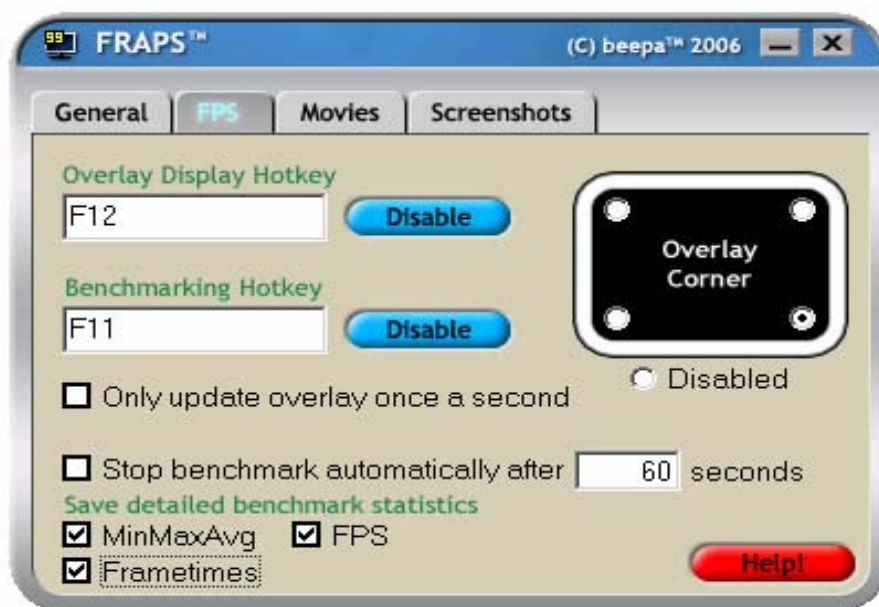 99 FRAPS™ (C) beepa™ 2006
General FPS Movies Screenshots
Overlay Display Hotkey
F12 Disable
Overlay
Corner
Benchmarking Hotkey
F11 Disable
Disabled
Only update overlay once a second
Stop benchmark automatically after 60 seconds
Save detailed benchmark statistics
MinMaxAvg FPS
Frametimes
Help!